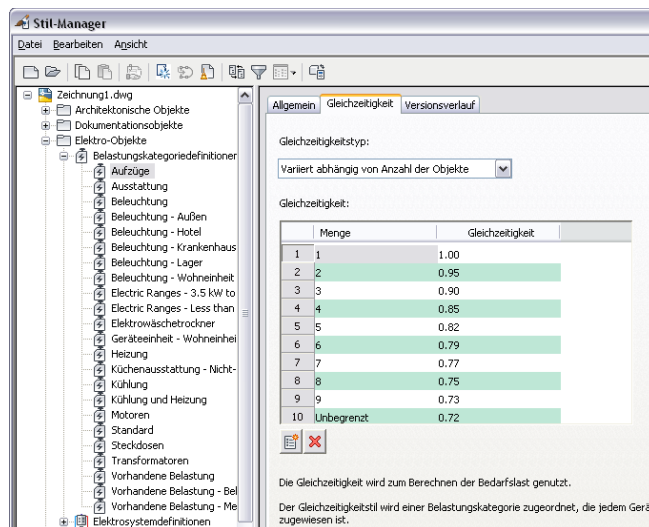 Stil-Manager
Datei Bearbeiten Ansicht
Zeichnung1.dwg
Architektonische Objekte
Dokumentationsobjekte
Elektro-Objekte
Belastungskategoriedefinitioner
Aufzüge
Ausstattung
Beleuchtung
Beleuchtung - Außen
Beleuchtung - Hotel
Beleuchtung - Krankenhaus
Beleuchtung - Lager
Beleuchtung - Wohneinheit
Electric Ranges - 3.5 kW to
Electric Ranges - Less than
Elektrowäschetrockner
Geräteeinheit - Wohneinhei
Heizung
Küchenausstattung - Nicht-
Kühlung
Kühlung und Heizung
Motoren
Standard
Steckdosen
Transformatoren
Vorhandene Belastung
Vorhandene Belastung - Bel
Vorhandene Belastung - Me
Elektrosystemdefinitionen
Allgemein Gleichzeitigkeit Versionsverlauf
Gleichzeitigkeitstyp:
Variiert abhängig von Anzahl der Objekte
Gleichzeitigkeit:
Menge Gleichzeitigkeit
1 1 1.00
2 2 0.95
3 3 0.90
4 4 0.85
5 5 0.82
6 6 0.79
7 7 0.77
8 8 0.75
9 9 0.73
10 Unbegrenzt 0.72
Die Gleichzeitigkeit wird zum Berechnen der Bedarfslast genutzt.
Der Gleichzeitigkeitstil wird einer Belastungskategorie zugeordnet, die jedem Gerä
zugewiesen ist.